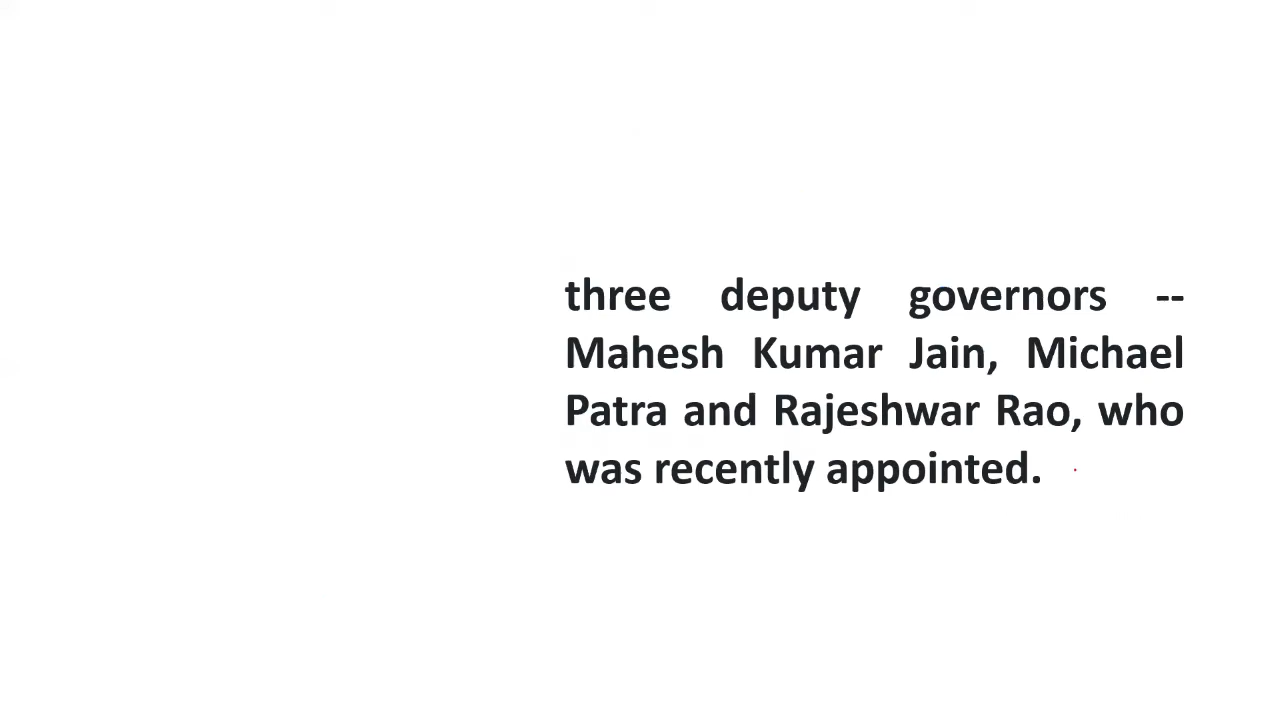 three deputy governors --
Mahesh Kumar Jain, Michael
Patra and Rajeshwar Rao, who
was recently appointed.